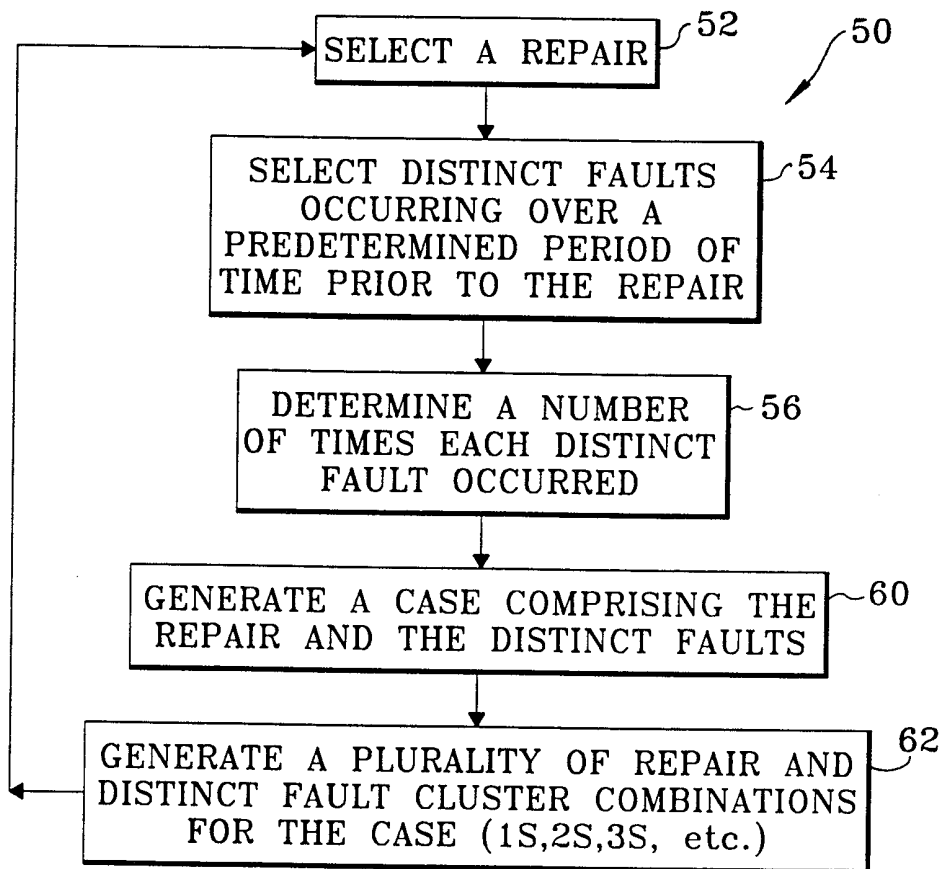 SELECT A REPAIR
52
50
SELECT DISTINCT FAULTS
OCCURRING OVER A
PREDETERMINED PERIOD OF
TIME PRIOR TO THE REPAIR
54
DETERMINE A NUMBER
OF TIMES EACH DISTINCT
FAULT OCCURRED
56
GENERATE A CASE COMPRISING THE
REPAIR AND THE DISTINCT FAULTS
60
GENERATE A PLURALITY OF REPAIR AND
DISTINCT FAULT CLUSTER COMBINATIONS
FOR THE CASE (1S,2S,3S, etc.)
62